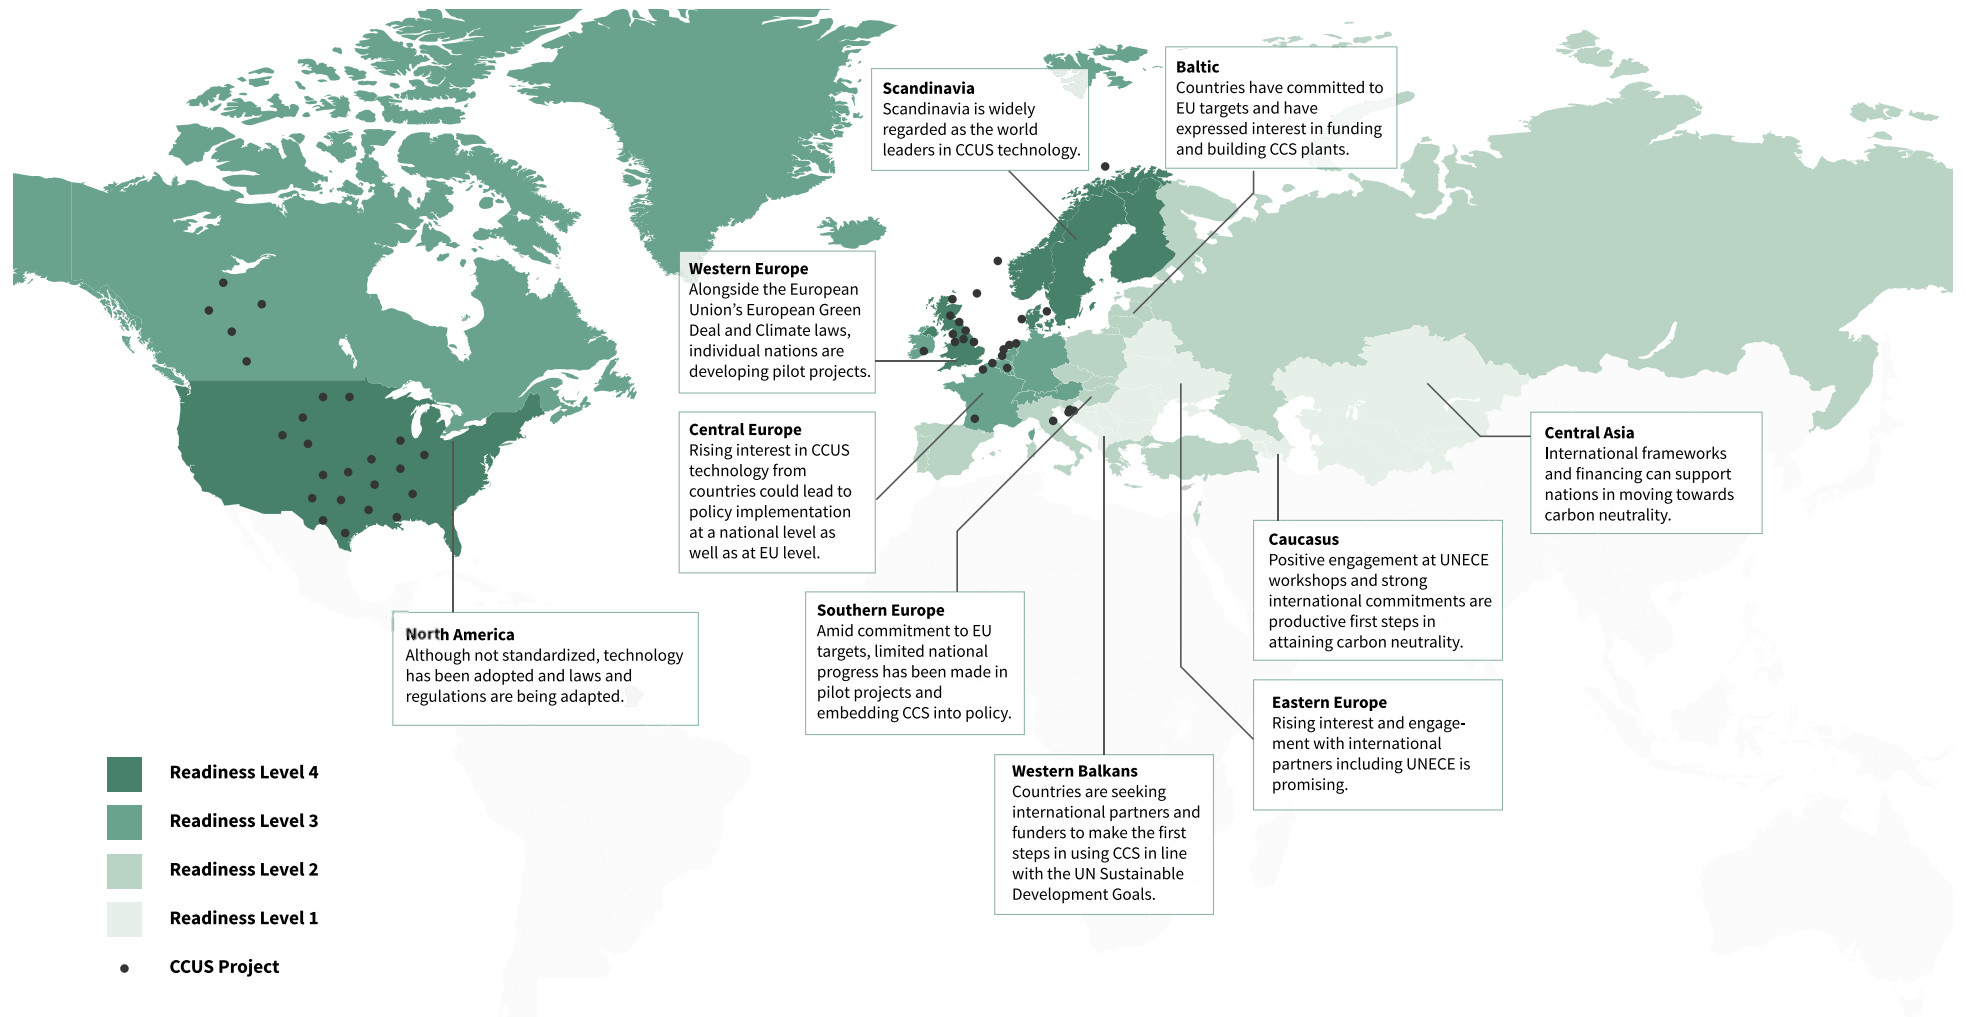 Scandinavia
Scandinavia is widely
regarded as the world
leaders in CCUS technology.
Baltic
Countries have committed to
EU targets and have
expressed interest in funding
and building CCS plants.
Western Europe
Alongside the European
Union’s European Green
Deal and Climate laws,
individual nations are
developing pilot projects.
Central Europe
Rising interest in CCUS
technology from
countries could lead to
policy implementation
at a national level as
well as at EU level.
Central Asia
International frameworks
and financing can support
nations in moving towards
carbon neutrality.
Caucasus
Positive engagement at UNECE
workshops and strong
international commitments are
productive first steps in
attaining carbon neutrality.
Southern Europe
Amid commitment to EU
targets, limited national
progress has been made in
pilot projects and
embedding CCS into policy.
North America
Although not standardized, technology
has been adopted and laws and
regulations are being adapted.
Eastern Europe
Rising interest and engage-
ment with international
partners including UNECE is
promising.
Western Balkans
Countries are seeking
international partners and
funders to make the first
steps in using CCS in line
with the UN Sustainable
Development Goals.
Readiness Level 4
Readiness Level 3
Readiness Level 2
Readiness Level 1
CCUS Project